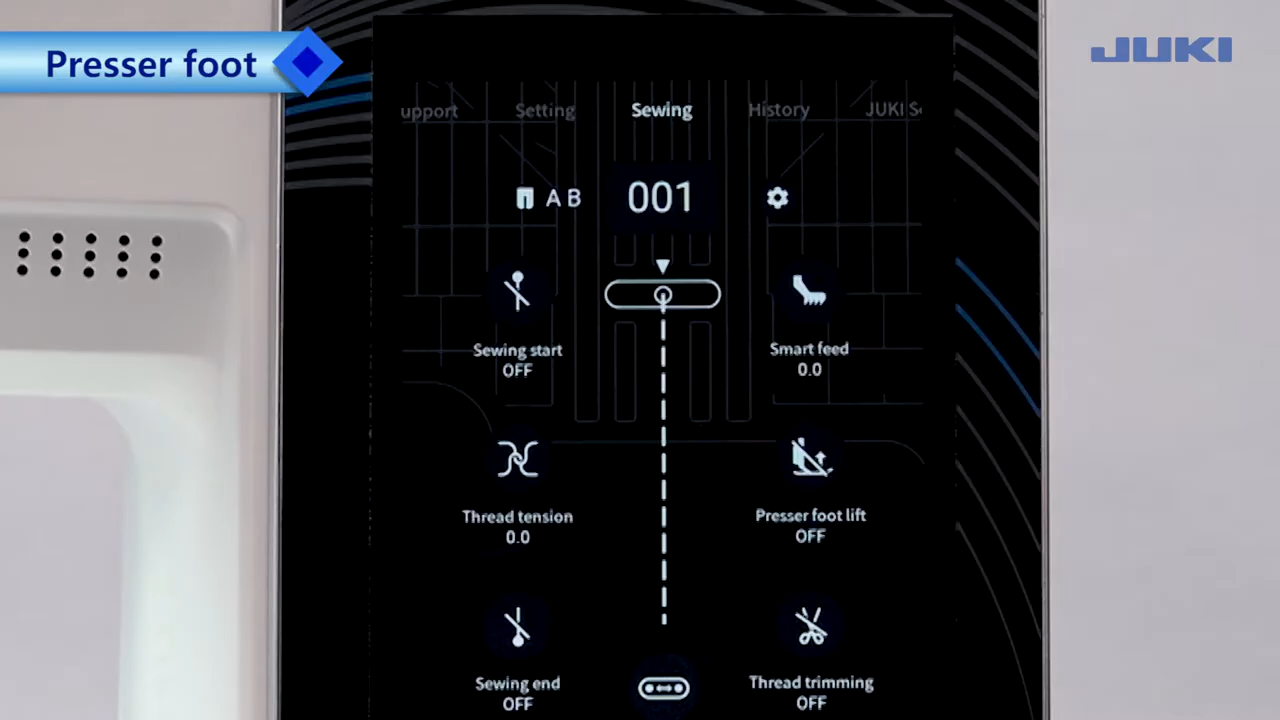 Presser foot
JUKI
upport Setting Sewing History JUKI S
A B 001
Sewing start
OFF
Smart feed
0.0
Thread tension
0.0
Presser foot lift
OFF
Sewing end
OFF
Thread trimming
OFF